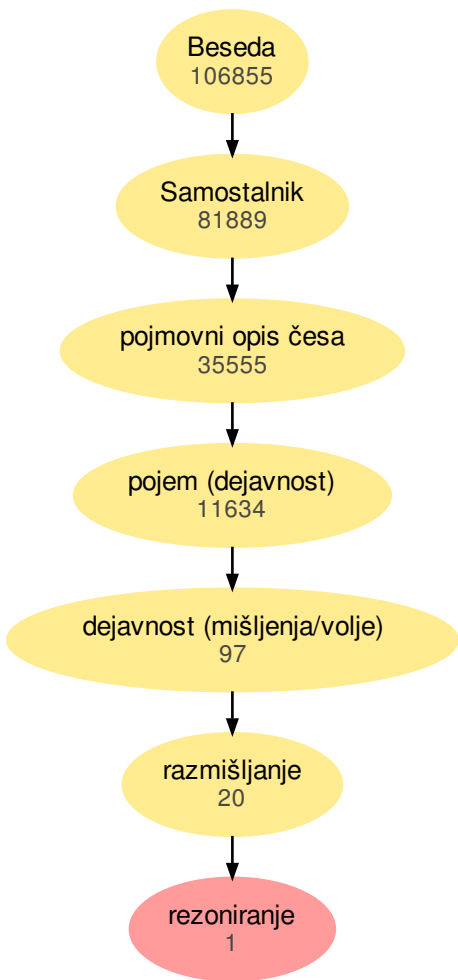 Beseda
106855
Samostalnik
81889
pojmovni opis česa
35555
pojem (dejavnost)
11634
dejavnost (mišljenja/volje)
97
razmišljanje
20
rezoniranje
1